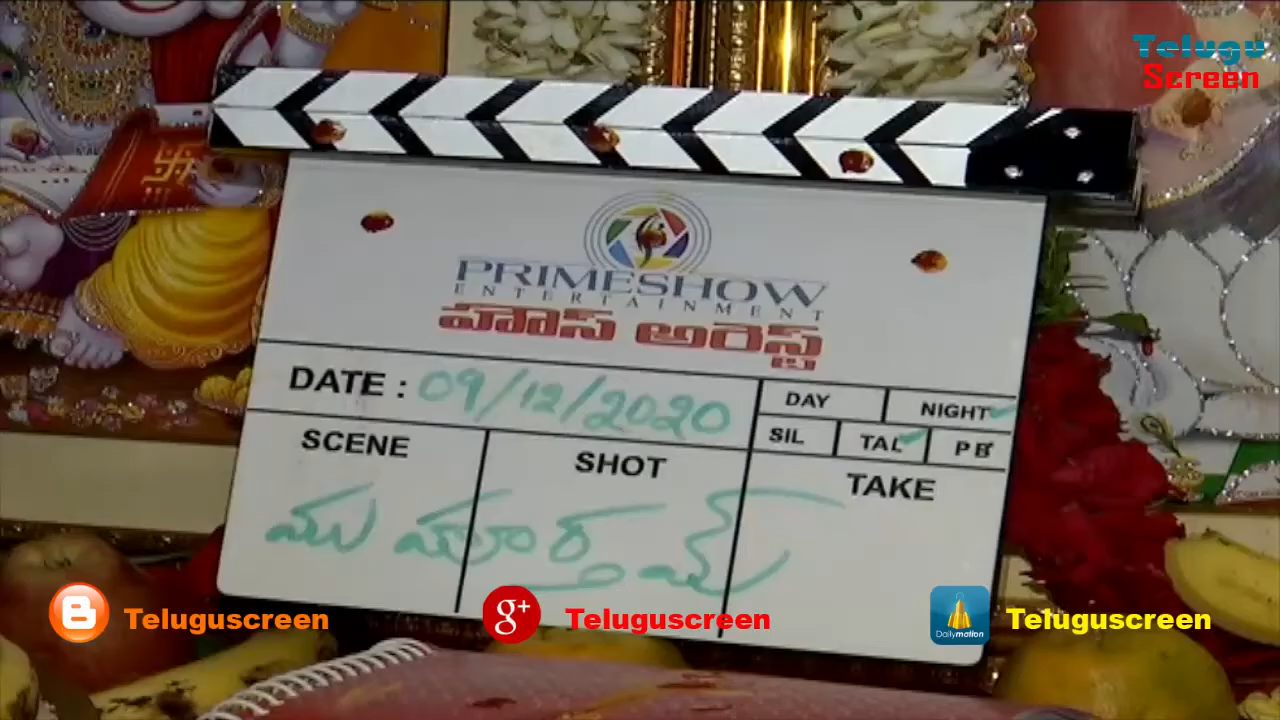 Telugu
Screen
PRIMESHOW
ENTERTAINMENT
హౌస్ అరెస్ట్
DATE : 09/12/2020
DAY
NIGHT
SIL
TAL
PB
SCENE
SHOT
TAKE
ముహూర్తమ్
Teluguscreen
g+
Teluguscreen
Dailymotion
Teluguscreen